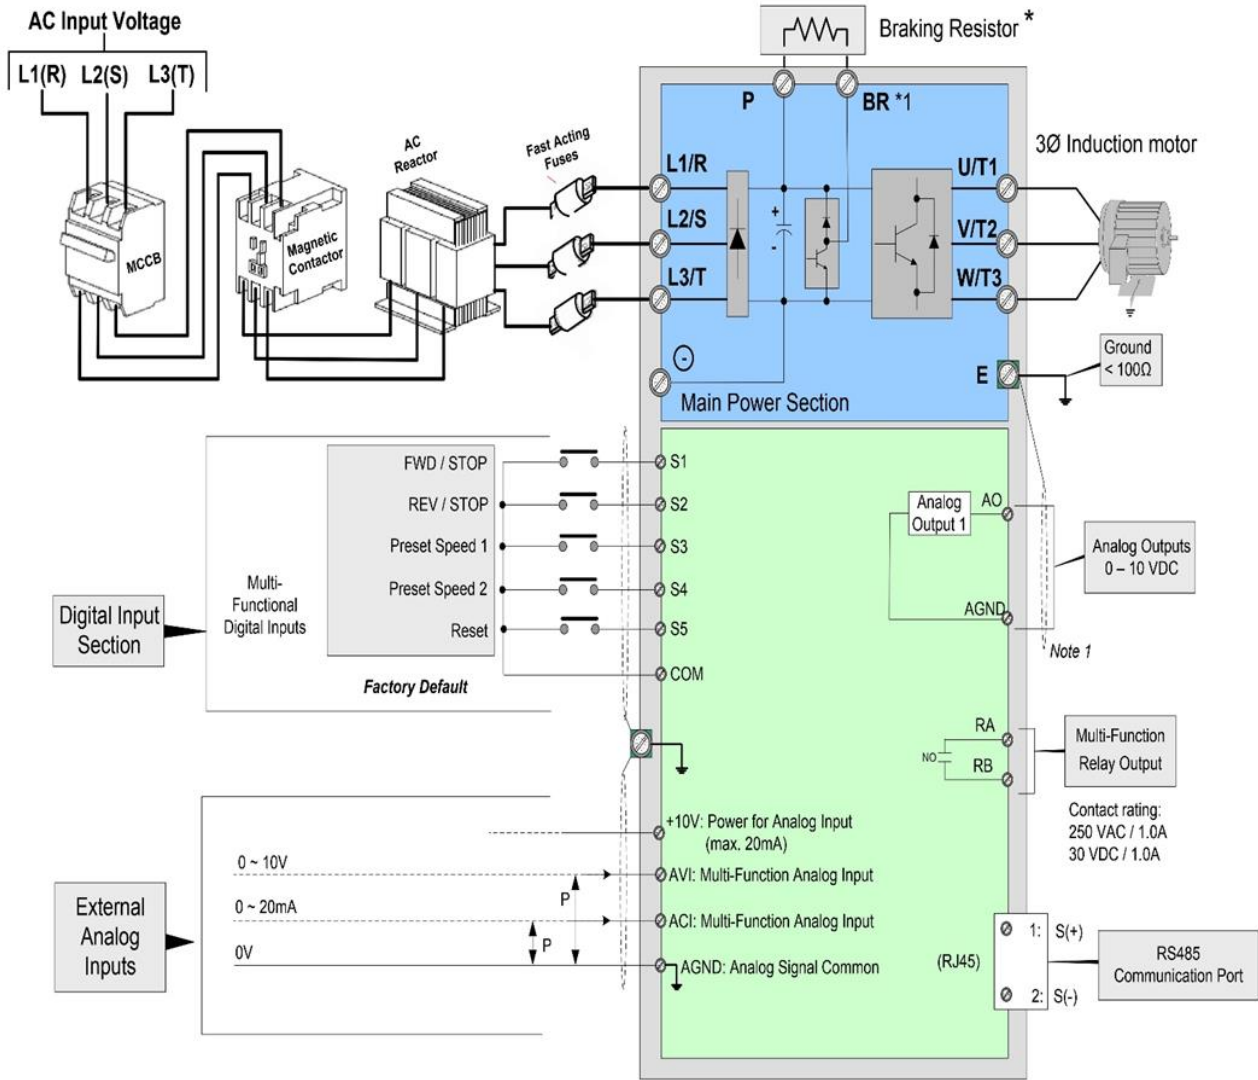 AC Input Voltage
L1(R) L2(S) L3(T)
Braking Resistor *
P
BR *1
AC
Reactor
Fast Acting
Fuses
MCCB
Magnetic
Contactor
L1/R
L2/S
L3/T
+
-
U/T1
V/T2
W/T3
3Ø Induction motor
-
E
Ground
< 100Ω
Main Power Section
Digital Input
Section
Multi-
Functional
Digital Inputs
FWD / STOP
REV / STOP
Preset Speed 1
Preset Speed 2
Reset
Factory Default
S1
S2
S3
S4
S5
COM
Analog
Output 1
AO
AGND
Analog Outputs
0 – 10 VDC
Note 1
RA
NO
RB
Multi-Function
Relay Output
Contact rating:
250 VAC / 1.0A
30 VDC / 1.0A
External
Analog
Inputs
0 ~ 10V
0 ~ 20mA
0V
P
P
+10V: Power for Analog Input
(max. 20mA)
AVI: Multi-Function Analog Input
ACI: Multi-Function Analog Input
AGND: Analog Signal Common
(RJ45)
1: S(+)
2: S(-)
RS485
Communication Port